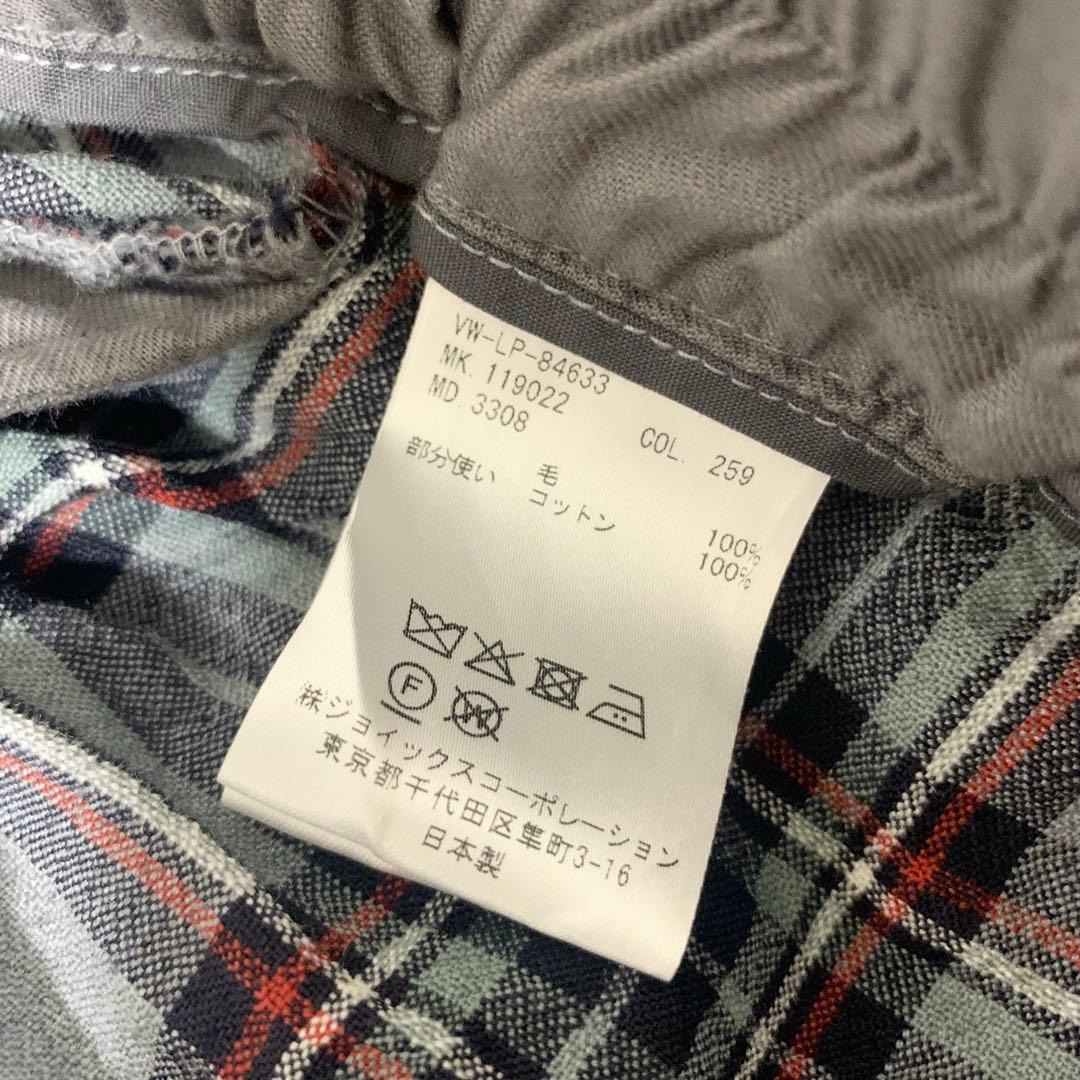 VW-LP-84633
MK. 119022
MD. 3308 COL. 259
毛 100%
部分使い コットン 100%
F
W
㈱ジョイックスコーポレーション
東京都千代田区隼町3-16
日本製